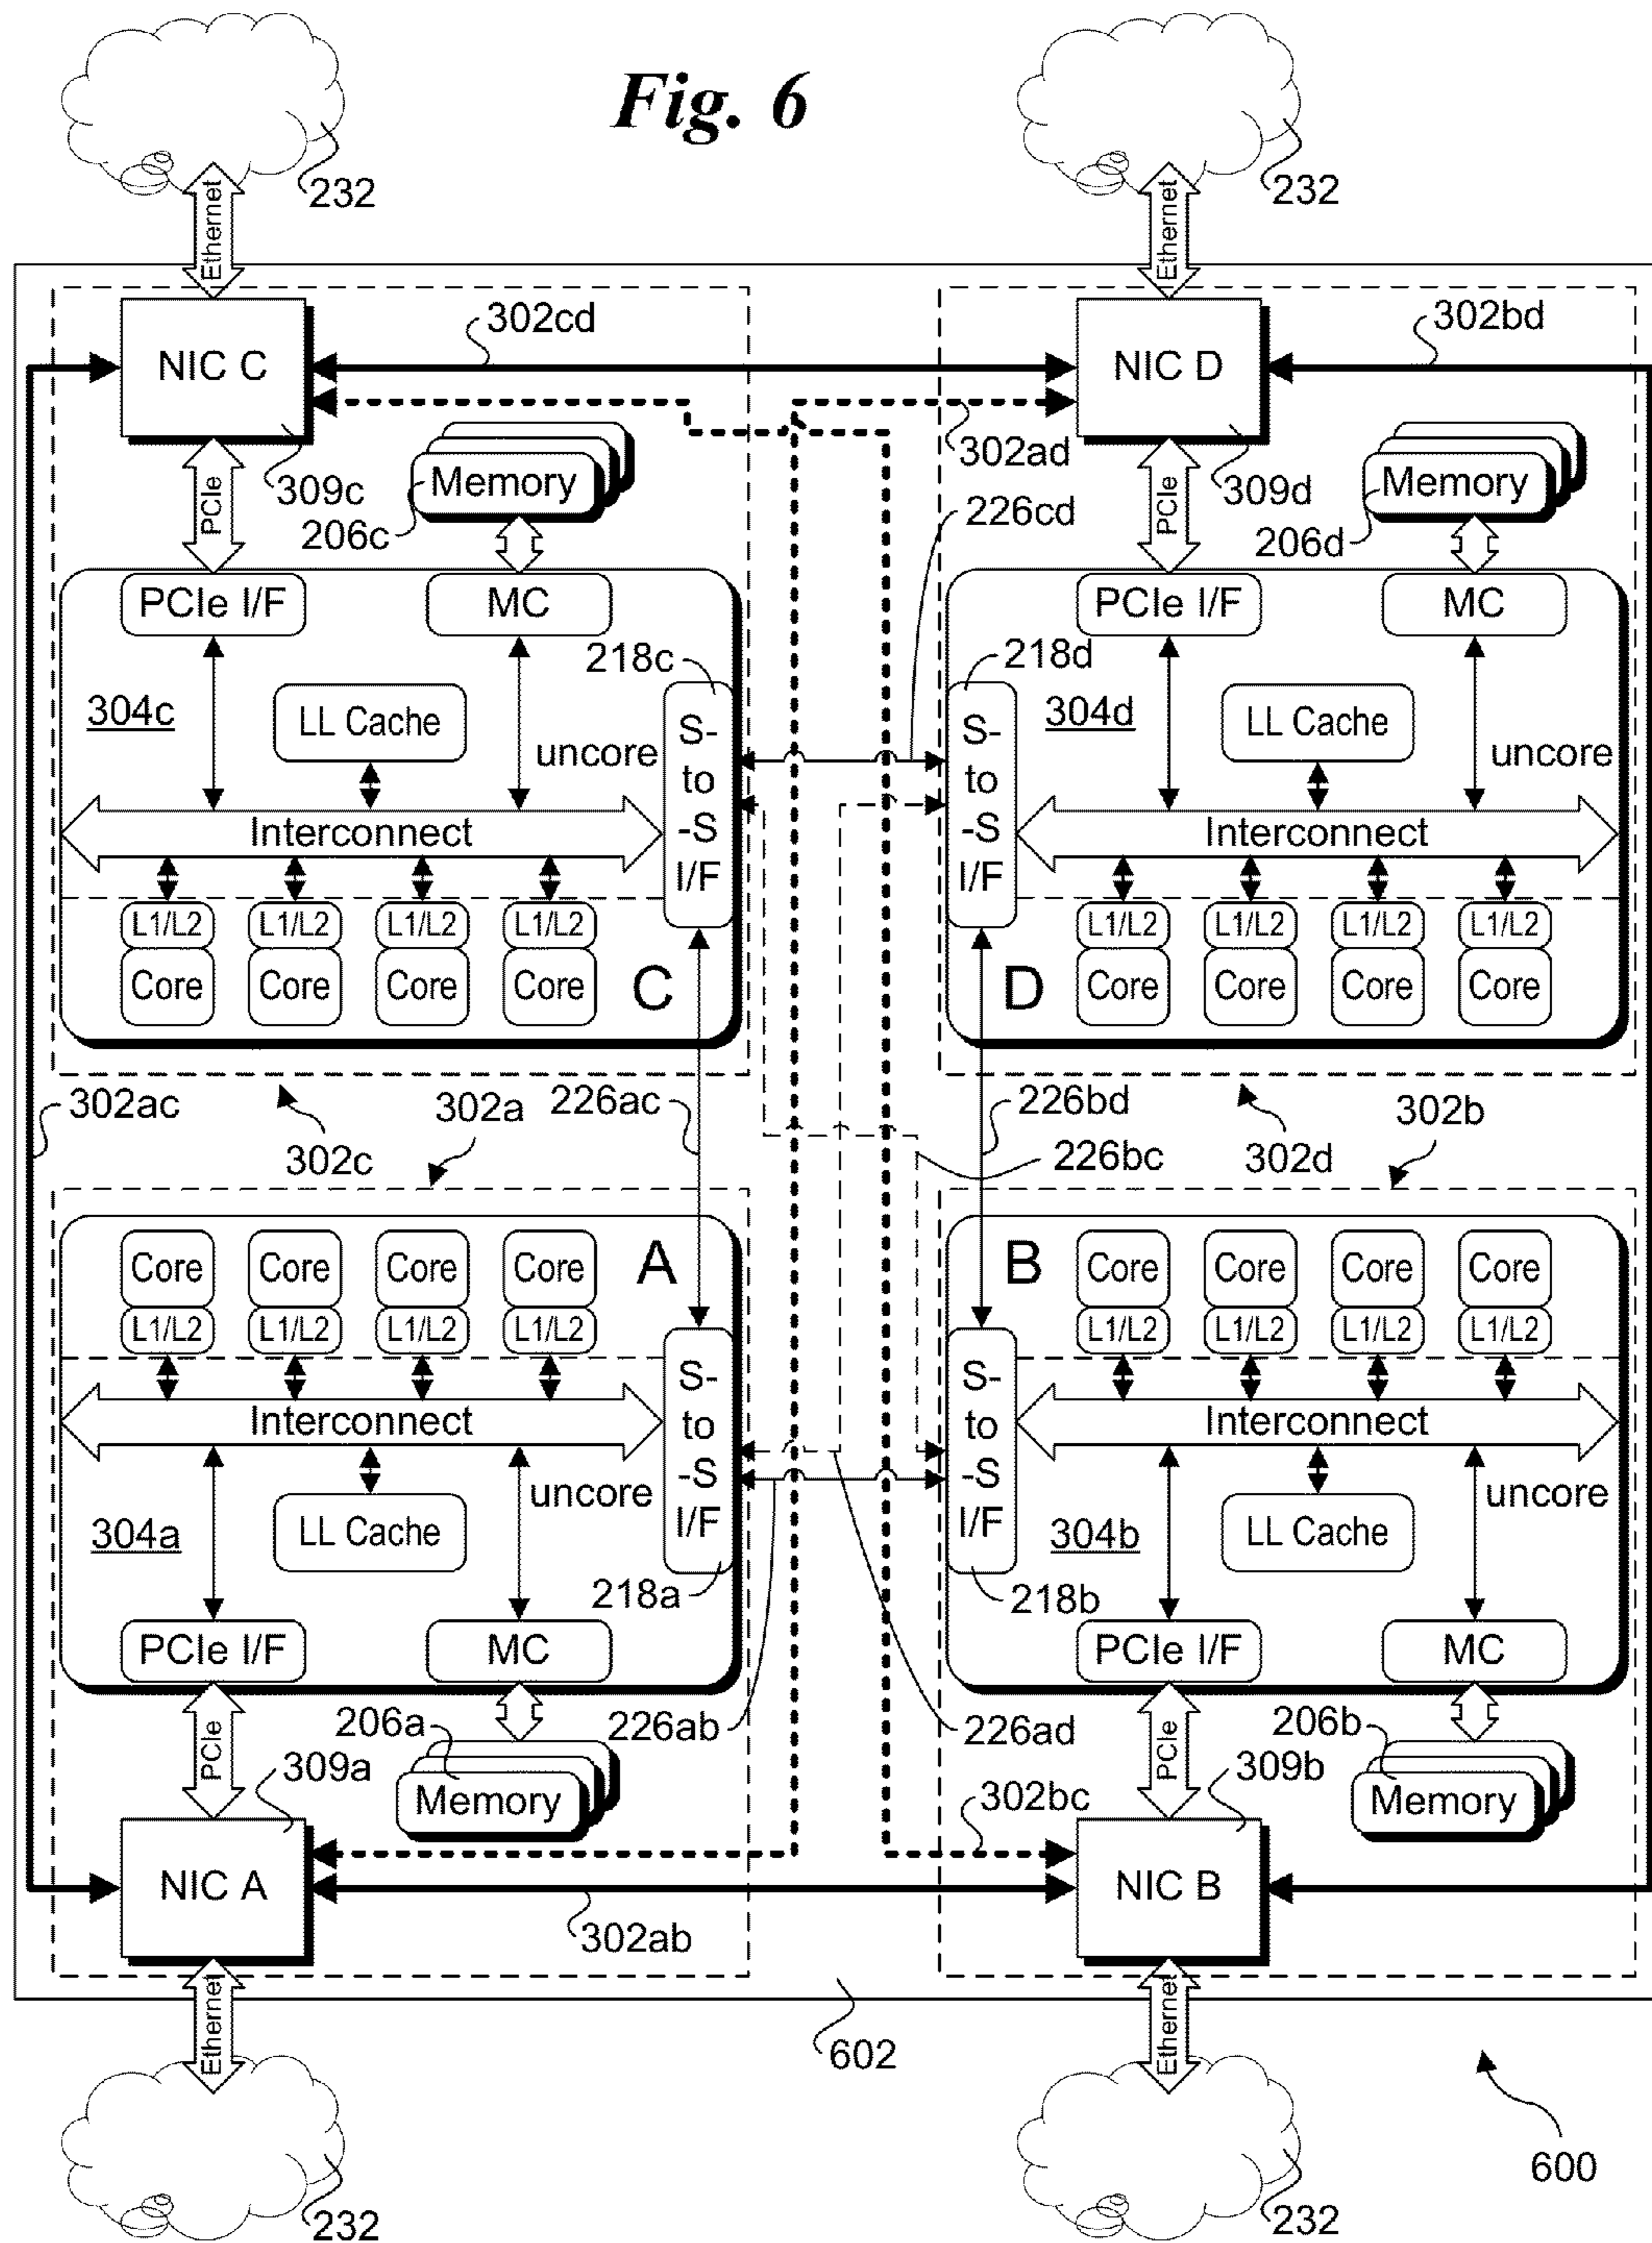 Fig. 6
232
232
Ethernet
Ethernet
302cd
302bd
NIC C
NIC D
302ad
309c
309d
PCIe
PCIe
Memory
Memory
206c
206d
226cd
PCIe I/F
MC
PCIe I/F
MC
218c
218d
304c
LL Cache
uncore
S-
to
-S
I/F
S-
to
-S
I/F
304d
LL Cache
uncore
Interconnect
Interconnect
L1/L2
L1/L2
L1/L2
L1/L2
L1/L2
L1/L2
L1/L2
L1/L2
Core
Core
Core
Core
C
D
Core
Core
Core
Core
302ac
302c
302a
226ac
226bd
226bc
302d
302b
Core
Core
Core
Core
A
B
Core
Core
Core
Core
L1/L2
L1/L2
L1/L2
L1/L2
L1/L2
L1/L2
L1/L2
L1/L2
Interconnect
Interconnect
S-
to
-S
I/F
S-
to
-S
I/F
304a
LL Cache
uncore
304b
LL Cache
uncore
218a
218b
PCIe I/F
MC
PCIe I/F
MC
PCIe
206a
226ab
226ad
PCIe
206b
309a
Memory
302bc
309b
Memory
NIC A
NIC B
302ab
Ethernet
Ethernet
602
600
232
232